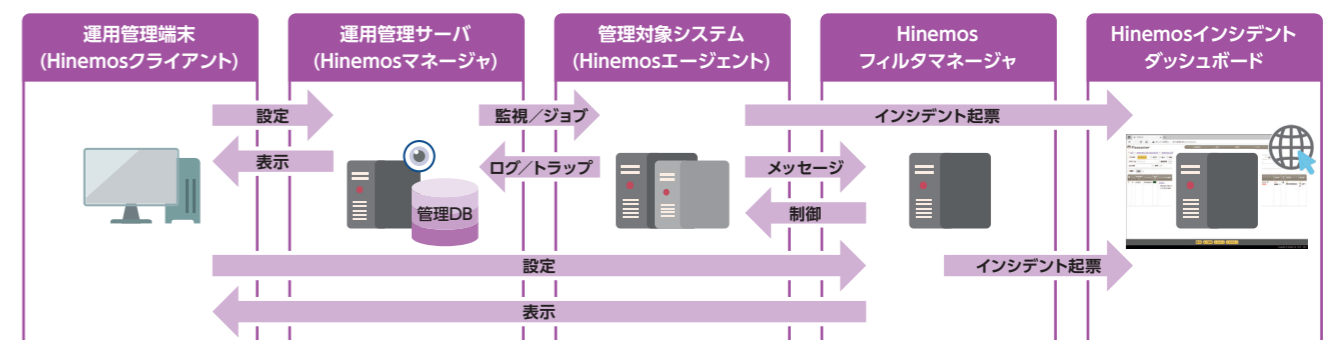 運用管理端末
(Hinemosクライアント)
運用管理サーバ
(Hinemosマネージャ)
管理対象システム
(Hinemosエージェント)
Hinemos
フィルタマネージャ
Hinemosインシデント
ダッシュボード
設定
監視／ジョブ
インシデント起票
表示
ログ／トラップ
メッセージ
管理DB
制御
設定
インシデント起票
表示